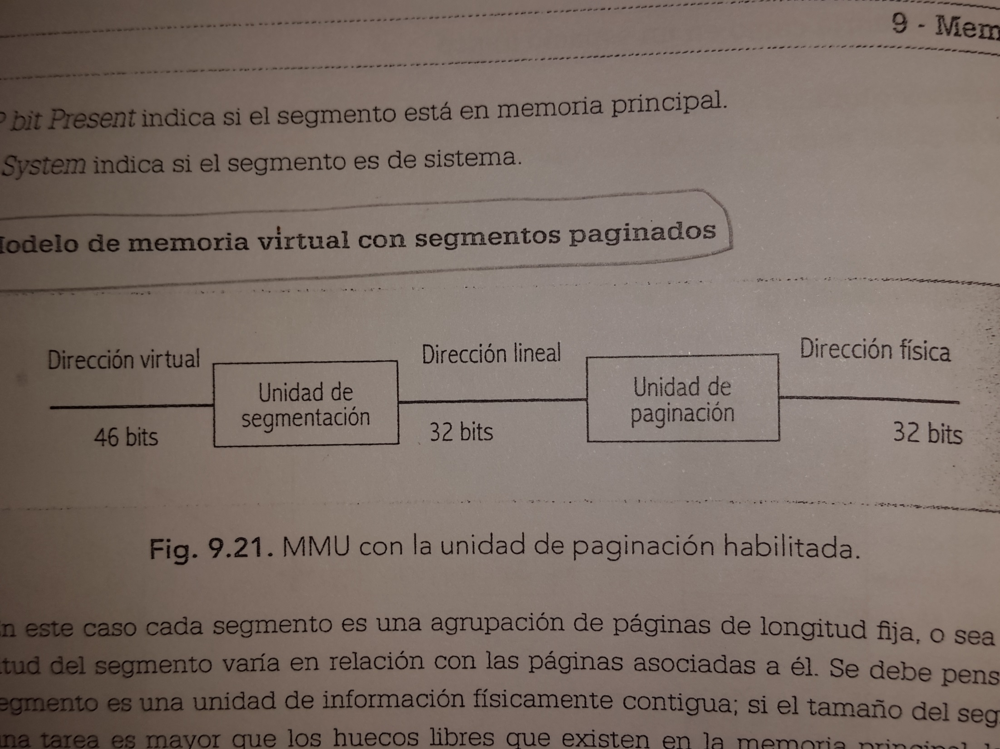 9 - Mem
bit Present indica si el segmento está en memoria principal.
System indica si el segmento es de sistema.
odelo de memoria virtual con segmentos paginados
Dirección virtual
Dirección lineal
Dirección física
Unidad de segmentación
Unidad de paginación
46 bits
32 bits
32 bits
Fig. 9.21. MMU con la unidad de paginación habilitada.
n este caso cada segmento es una agrupación de páginas de longitud fija, o sea
tud del segmento varía en relación con las páginas asociadas a él. Se debe pens
egmento es una unidad de información físicamente contigua; si el tamaño del seg
na tarea es mayor que los huecos libres que existen en la memoria principal